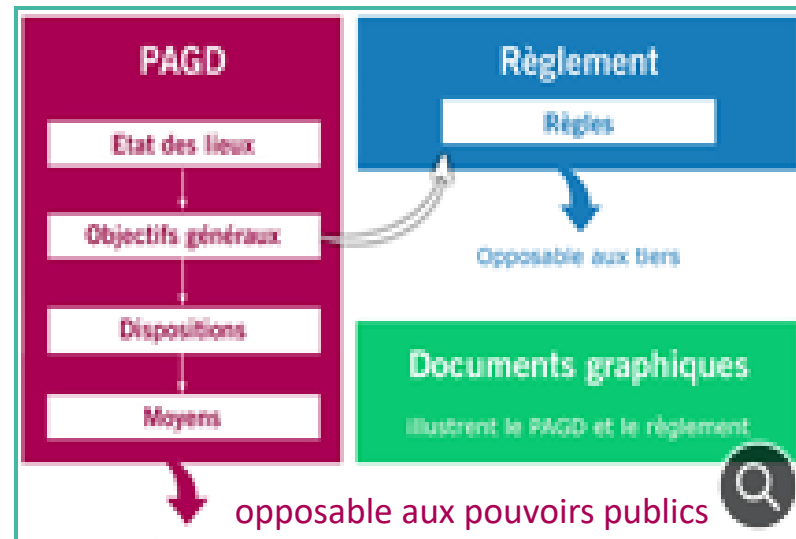 PAGD
Etat des lieux
Objectifs généraux
Dispositions
Moyens
opposable aux pouvoirs publics
Règlement
Règles
Opposable aux tiers
Documents graphiques
illustrent le PAGD et le règlement